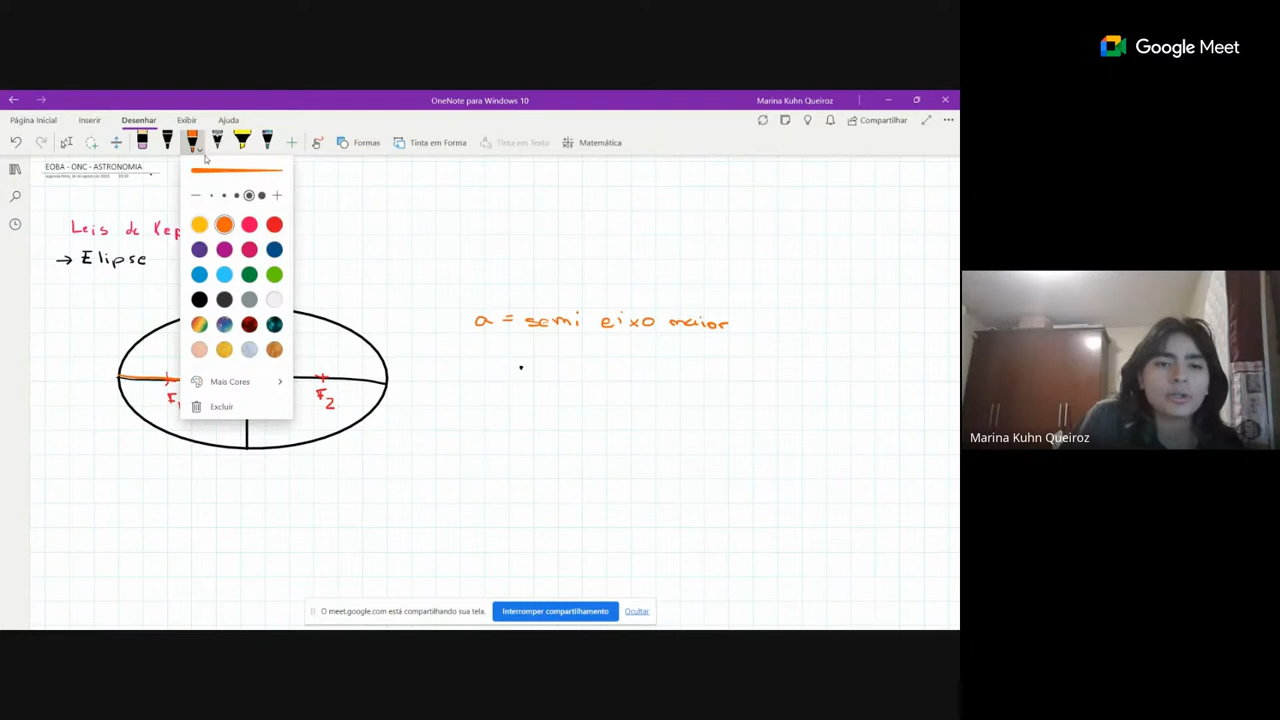 Google Meet
OneNote para Windows 10
Marina Kuhn Queiroz
Página Inicial
Inserir
Desenhar
Exibir
Ajuda
Compartilhar
Formas
Tinta em Forma
Tinta em Texto
Matemática
EOBA - ONC - ASTRONOMIA
Leis de Kep
→ Elipse
a = semi eixo maior
F
F2
Mais Cores
Excluir
Marina Kuhn Queiroz
O meet.google.com está compartilhando sua tela.
Interromper compartilhamento
Ocultar